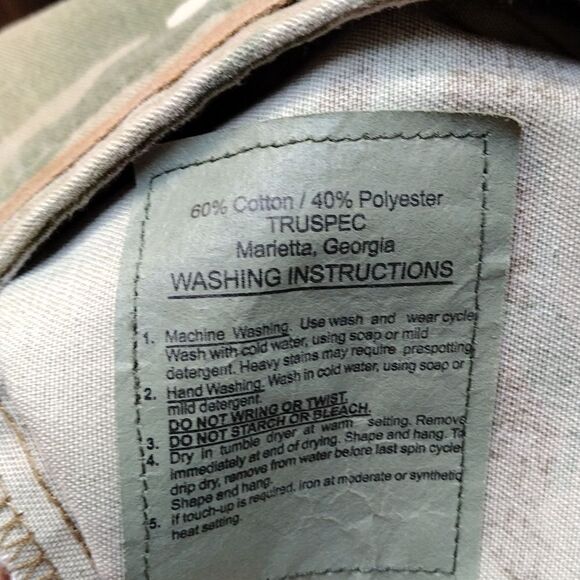 60% Cotton / 40% Polyester
TRUSPEC
Marietta, Georgia
WASHING INSTRUCTIONS
1. Machine Washing. Use wash and wear cycle.
Wash with cold water, using soap or mild
detergent. Heavy stains may require prespotting.
2. Hand Washing. Wash in cold water, using soap or
mild detergent.
DO NOT WRING OR TWIST.
3. DO NOT STARCH OR BLEACH.
4. Dry in tumble dryer at warm setting. Remove
immediately at end of drying. Shape and hang. To
drip dry, remove from water before last spin cycle.
Shape and hang.
5. If touch-up is required, iron at moderate or synthetic
heat setting.